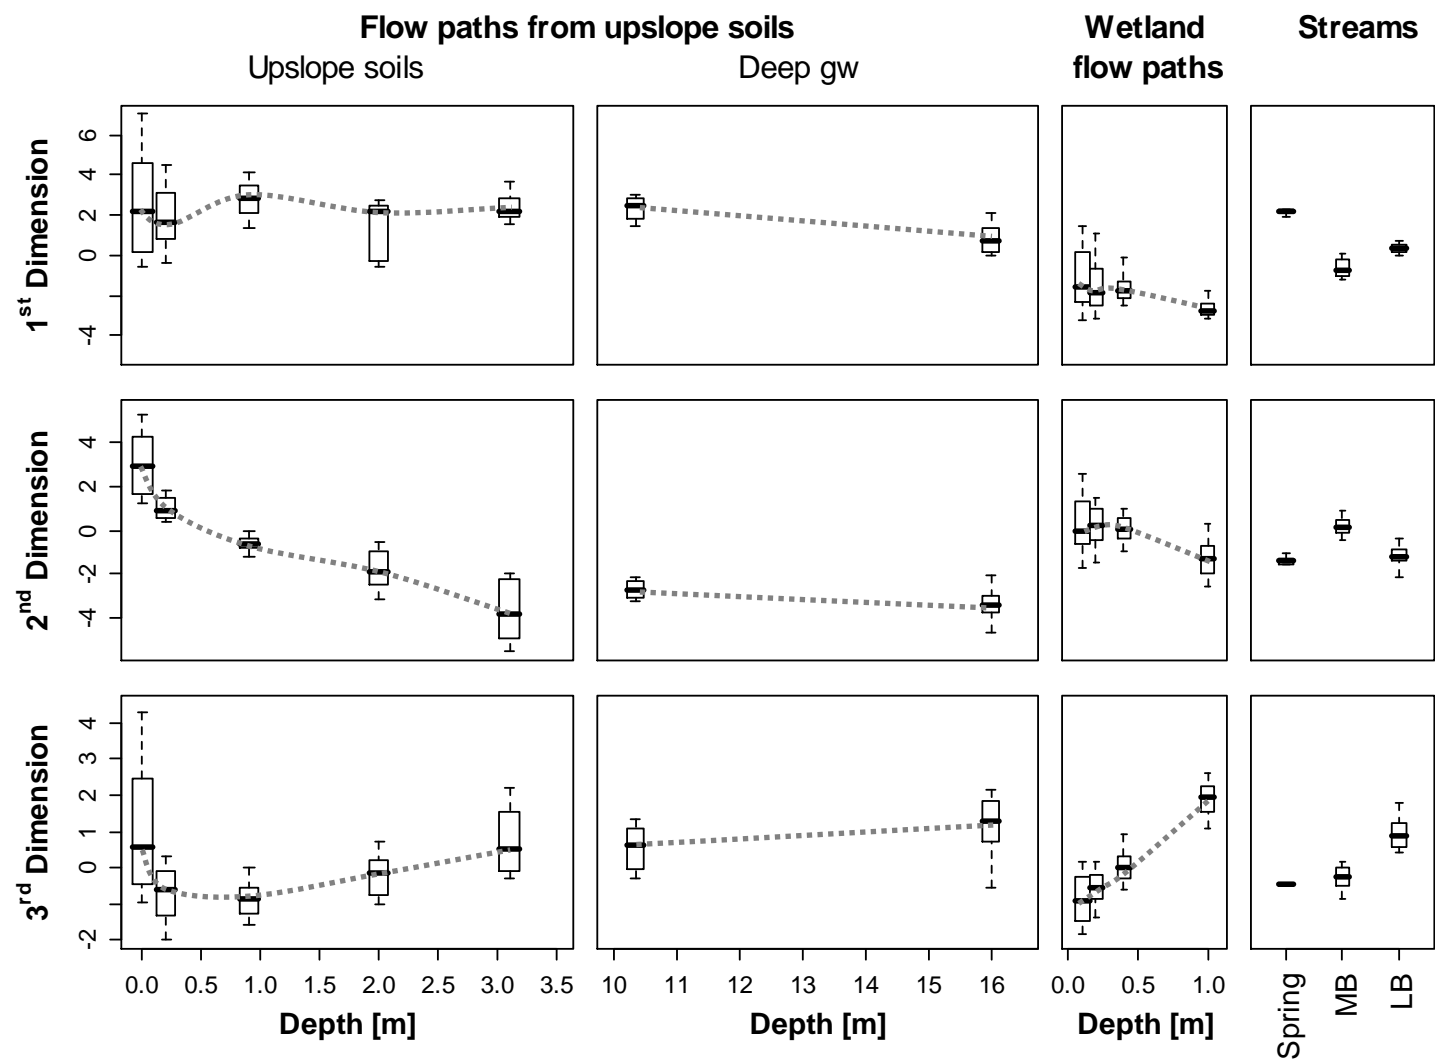 Flow paths from upslope soils
Wetland
flow paths
Streams
Upslope soils
Deep gw
1st Dimension
6
4
2
0
-4
2nd Dimension
4
2
0
-2
-4
3rd Dimension
4
3
2
1
0
-2
0.0 0.5 1.0 1.5 2.0 2.5 3.0 3.5
Depth [m]
10 11 12 13 14 15 16
Depth [m]
0.0 0.5 1.0
Depth [m]
Spring
MB
LB